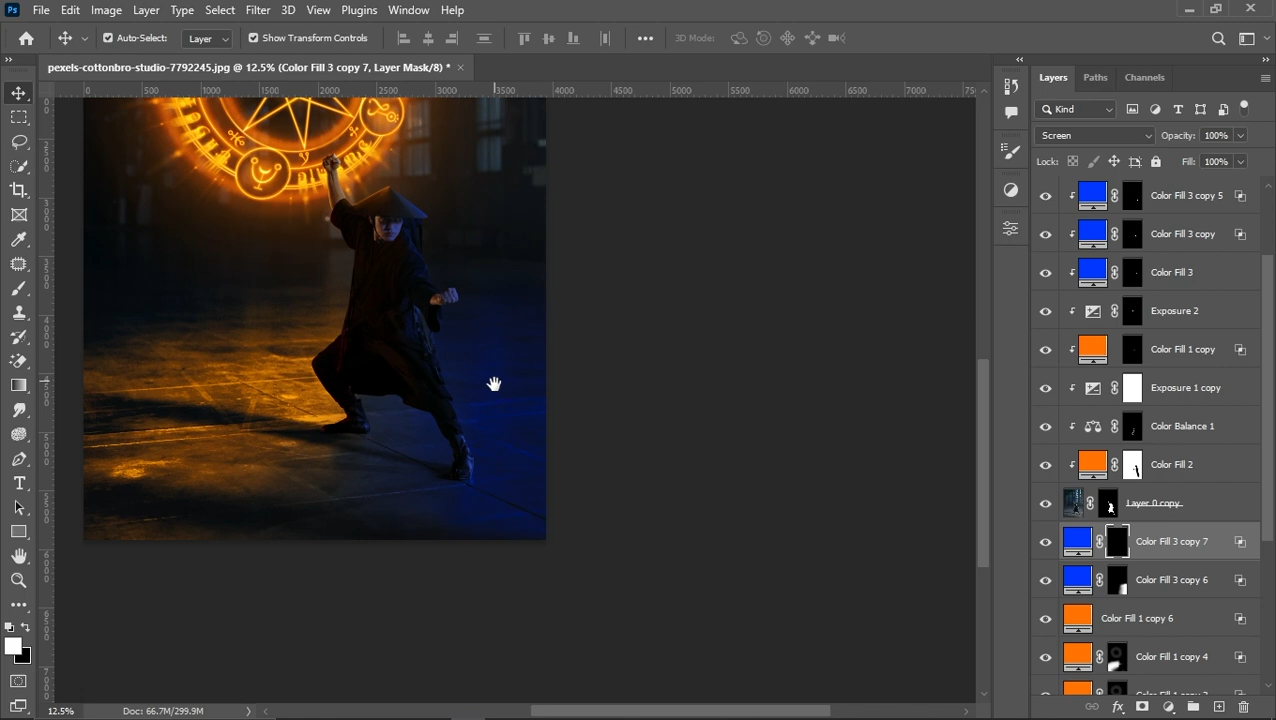 Ps File Edit Image Layer Type Select Filter 3D View Plugins Window Help
Auto-Select: Layer Show Transform Controls 3D Mode:
pexels-cottonbro-studio-7792245.jpg @ 12.5% (Color Fill 3 copy 7, Layer Mask/8) *
0 500 1000 1500 2000 2500 3000 3500 4000 4500 5000 5500 6000 6500 7000
Layers Paths Channels
Kind
Screen Opacity: 100%
Lock: Fill: 100%
Color Fill 3 copy 5
Color Fill 3 copy
Color Fill 3
Exposure 2
Color Fill 1 copy
Exposure 1 copy
Color Balance 1
Color Fill 2
Layer 0 copy
Color Fill 3 copy 7
Color Fill 3 copy 6
Color Fill 1 copy 6
Color Fill 1 copy 4
12.5% Doc: 66.7M/299.9M